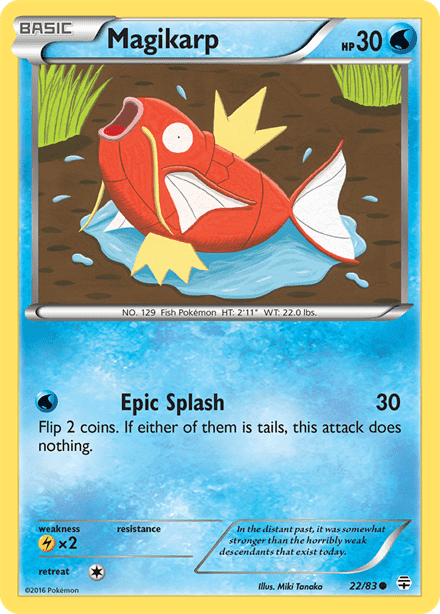 BASIC
Magikarp
HP 30
NO. 129 Fish Pokémon HT: 2'11" WT: 22.0 lbs.
Epic Splash 30
Flip 2 coins. If either of them is tails, this attack does
nothing.
weakness
resistance
×2
retreat
In the distant past, it was somewhat
stronger than the horribly weak
descendants that exist today.
©2016 Pokémon
Illus. Miki Tanaka
22/83